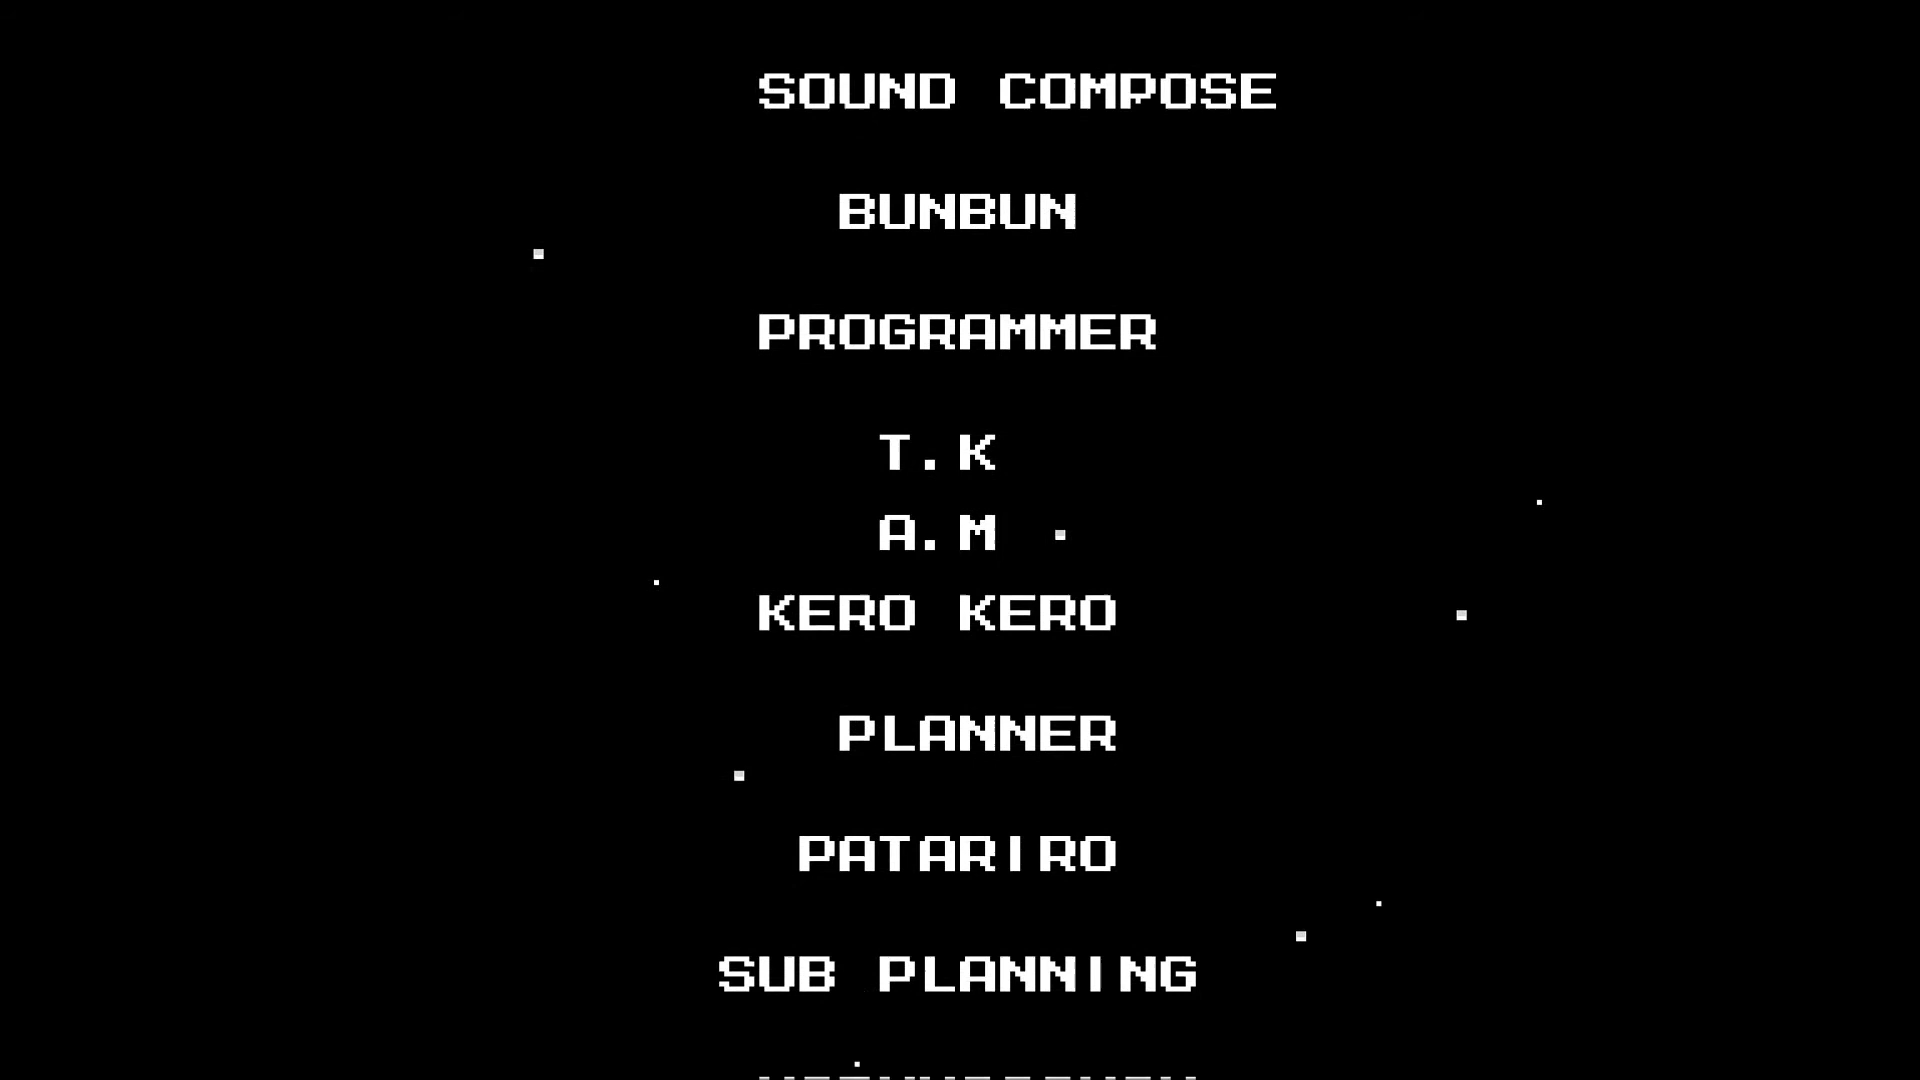 SOUND COMPOSE
BUNBUN
PROGRAMMER
T.K
A.M
KERO KERO
PLANNER
PATARIRO
SUB PLANNING